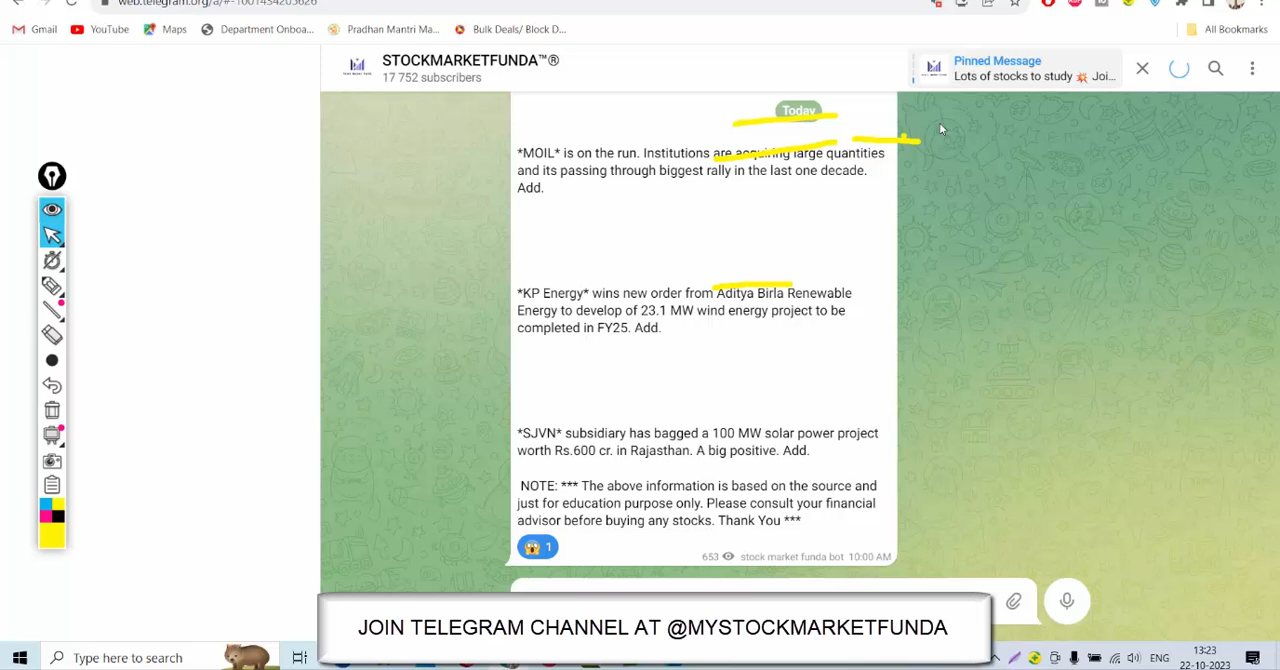 web.telegram.org/a/#-1001434205626
Gmail YouTube Maps Department Onboa... Pradhan Mantri Ma... Bulk Deals/ Block D... All Bookmarks
STOCKMARKETFUNDA™®
17 752 subscribers
Pinned Message
Lots of stocks to study 💥 Joi...
Today
*MOIL* is on the run. Institutions are acquiring large quantities
and its passing through biggest rally in the last one decade.
Add.
*KP Energy* wins new order from Aditya Birla Renewable
Energy to develop of 23.1 MW wind energy project to be
completed in FY25. Add.
*SJVN* subsidiary has bagged a 100 MW solar power project
worth Rs.600 cr. in Rajasthan. A big positive. Add.
NOTE: *** The above information is based on the source and
just for education purpose only. Please consult your financial
advisor before buying any stocks. Thank You ***
😱 1
653 stock market funda bot 10:00 AM
JOIN TELEGRAM CHANNEL AT @MYSTOCKMARKETFUNDA
Type here to search
ENG
13:23
22-10-2023